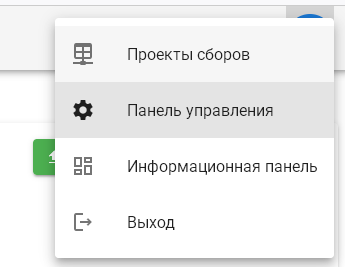 Проекты сборов
Панель управления
Информационная панель
Выход